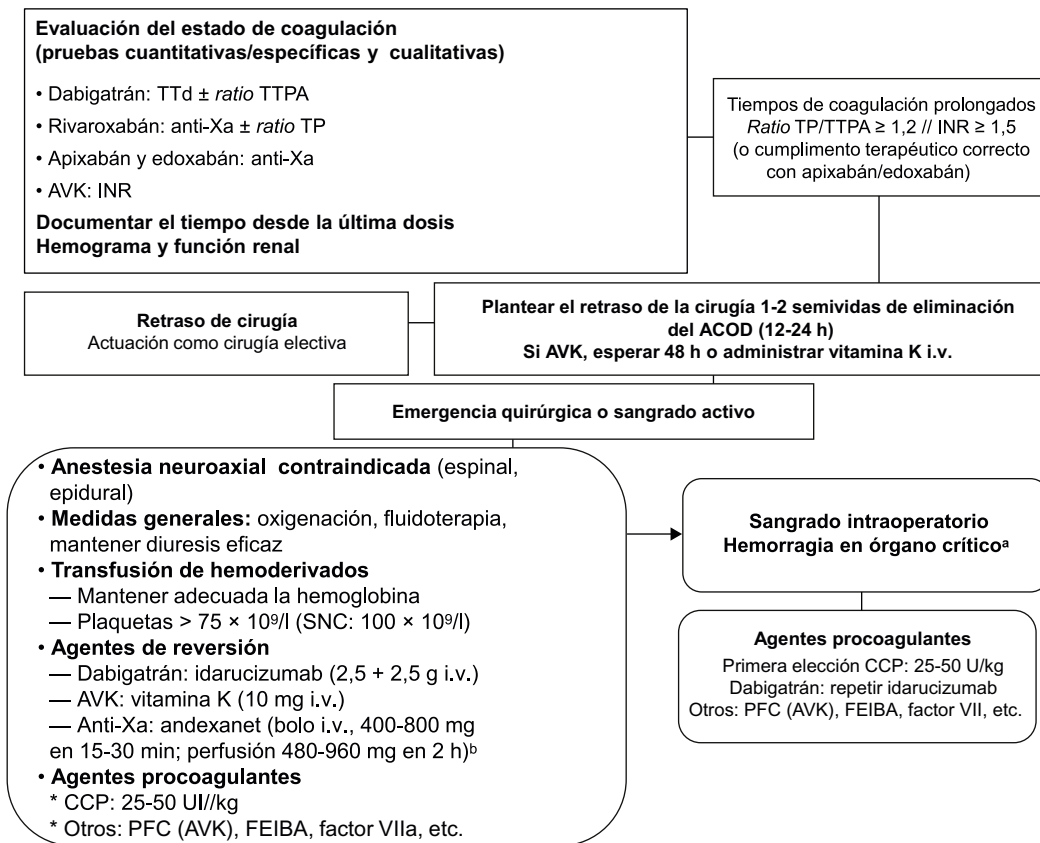 Evaluación del estado de coagulación
(pruebas cuantitativas/específicas y cualitativas)
• Dabigatrán: TTd ± ratio TTPA
• Rivaroxabán: anti-Xa ± ratio TP
• Apixabán y edoxabán: anti-Xa
• AVK: INR
Documentar el tiempo desde la última dosis
Hemograma y función renal
Tiempos de coagulación prolongados
Ratio TP/TTPA ≥ 1,2 // INR ≥ 1,5
(o cumplimento terapéutico correcto
con apixabán/edoxabán)
Retraso de cirugía
Actuación como cirugía electiva
Plantear el retraso de la cirugía 1-2 semividas de eliminación
del ACOD (12-24 h)
Si AVK, esperar 48 h o administrar vitamina K i.v.
Emergencia quirúrgica o sangrado activo
• Anestesia neuroaxial contraindicada (espinal,
epidural)
• Medidas generales: oxigenación, fluidoterapia,
mantener diuresis eficaz
• Transfusión de hemoderivados
— Mantener adecuada la hemoglobina
— Plaquetas > 75 × 10⁹/l (SNC: 100 × 10⁹/l)
• Agentes de reversión
— Dabigatrán: idarucizumab (2,5 + 2,5 g i.v.)
— AVK: vitamina K (10 mg i.v.)
— Anti-Xa: andexanet (bolo i.v., 400-800 mg
en 15-30 min; perfusión 480-960 mg en 2 h)ᵇ
• Agentes procoagulantes
* CCP: 25-50 UI//kg
* Otros: PFC (AVK), FEIBA, factor VIIa, etc.
Sangrado intraoperatorio
Hemorragia en órgano críticoᵃ
Agentes procoagulantes
Primera elección CCP: 25-50 U/kg
Dabigatrán: repetir idarucizumab
Otros: PFC (AVK), FEIBA, factor VII, etc.